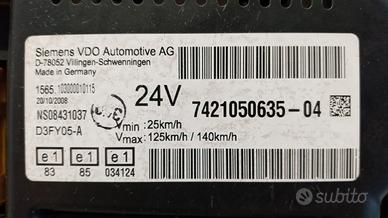 Siemens VDO Automotive AG
D-78052 Villingen-Schwenningen
Made in Germany
1565.103000010115
20/10/2008
NS08431037
D3FY05-A
24V
7421050635-04
Vmin :25km/h
Vmax :125km/h / 140km/h
e1 e1 e1
83 85 034124
subito